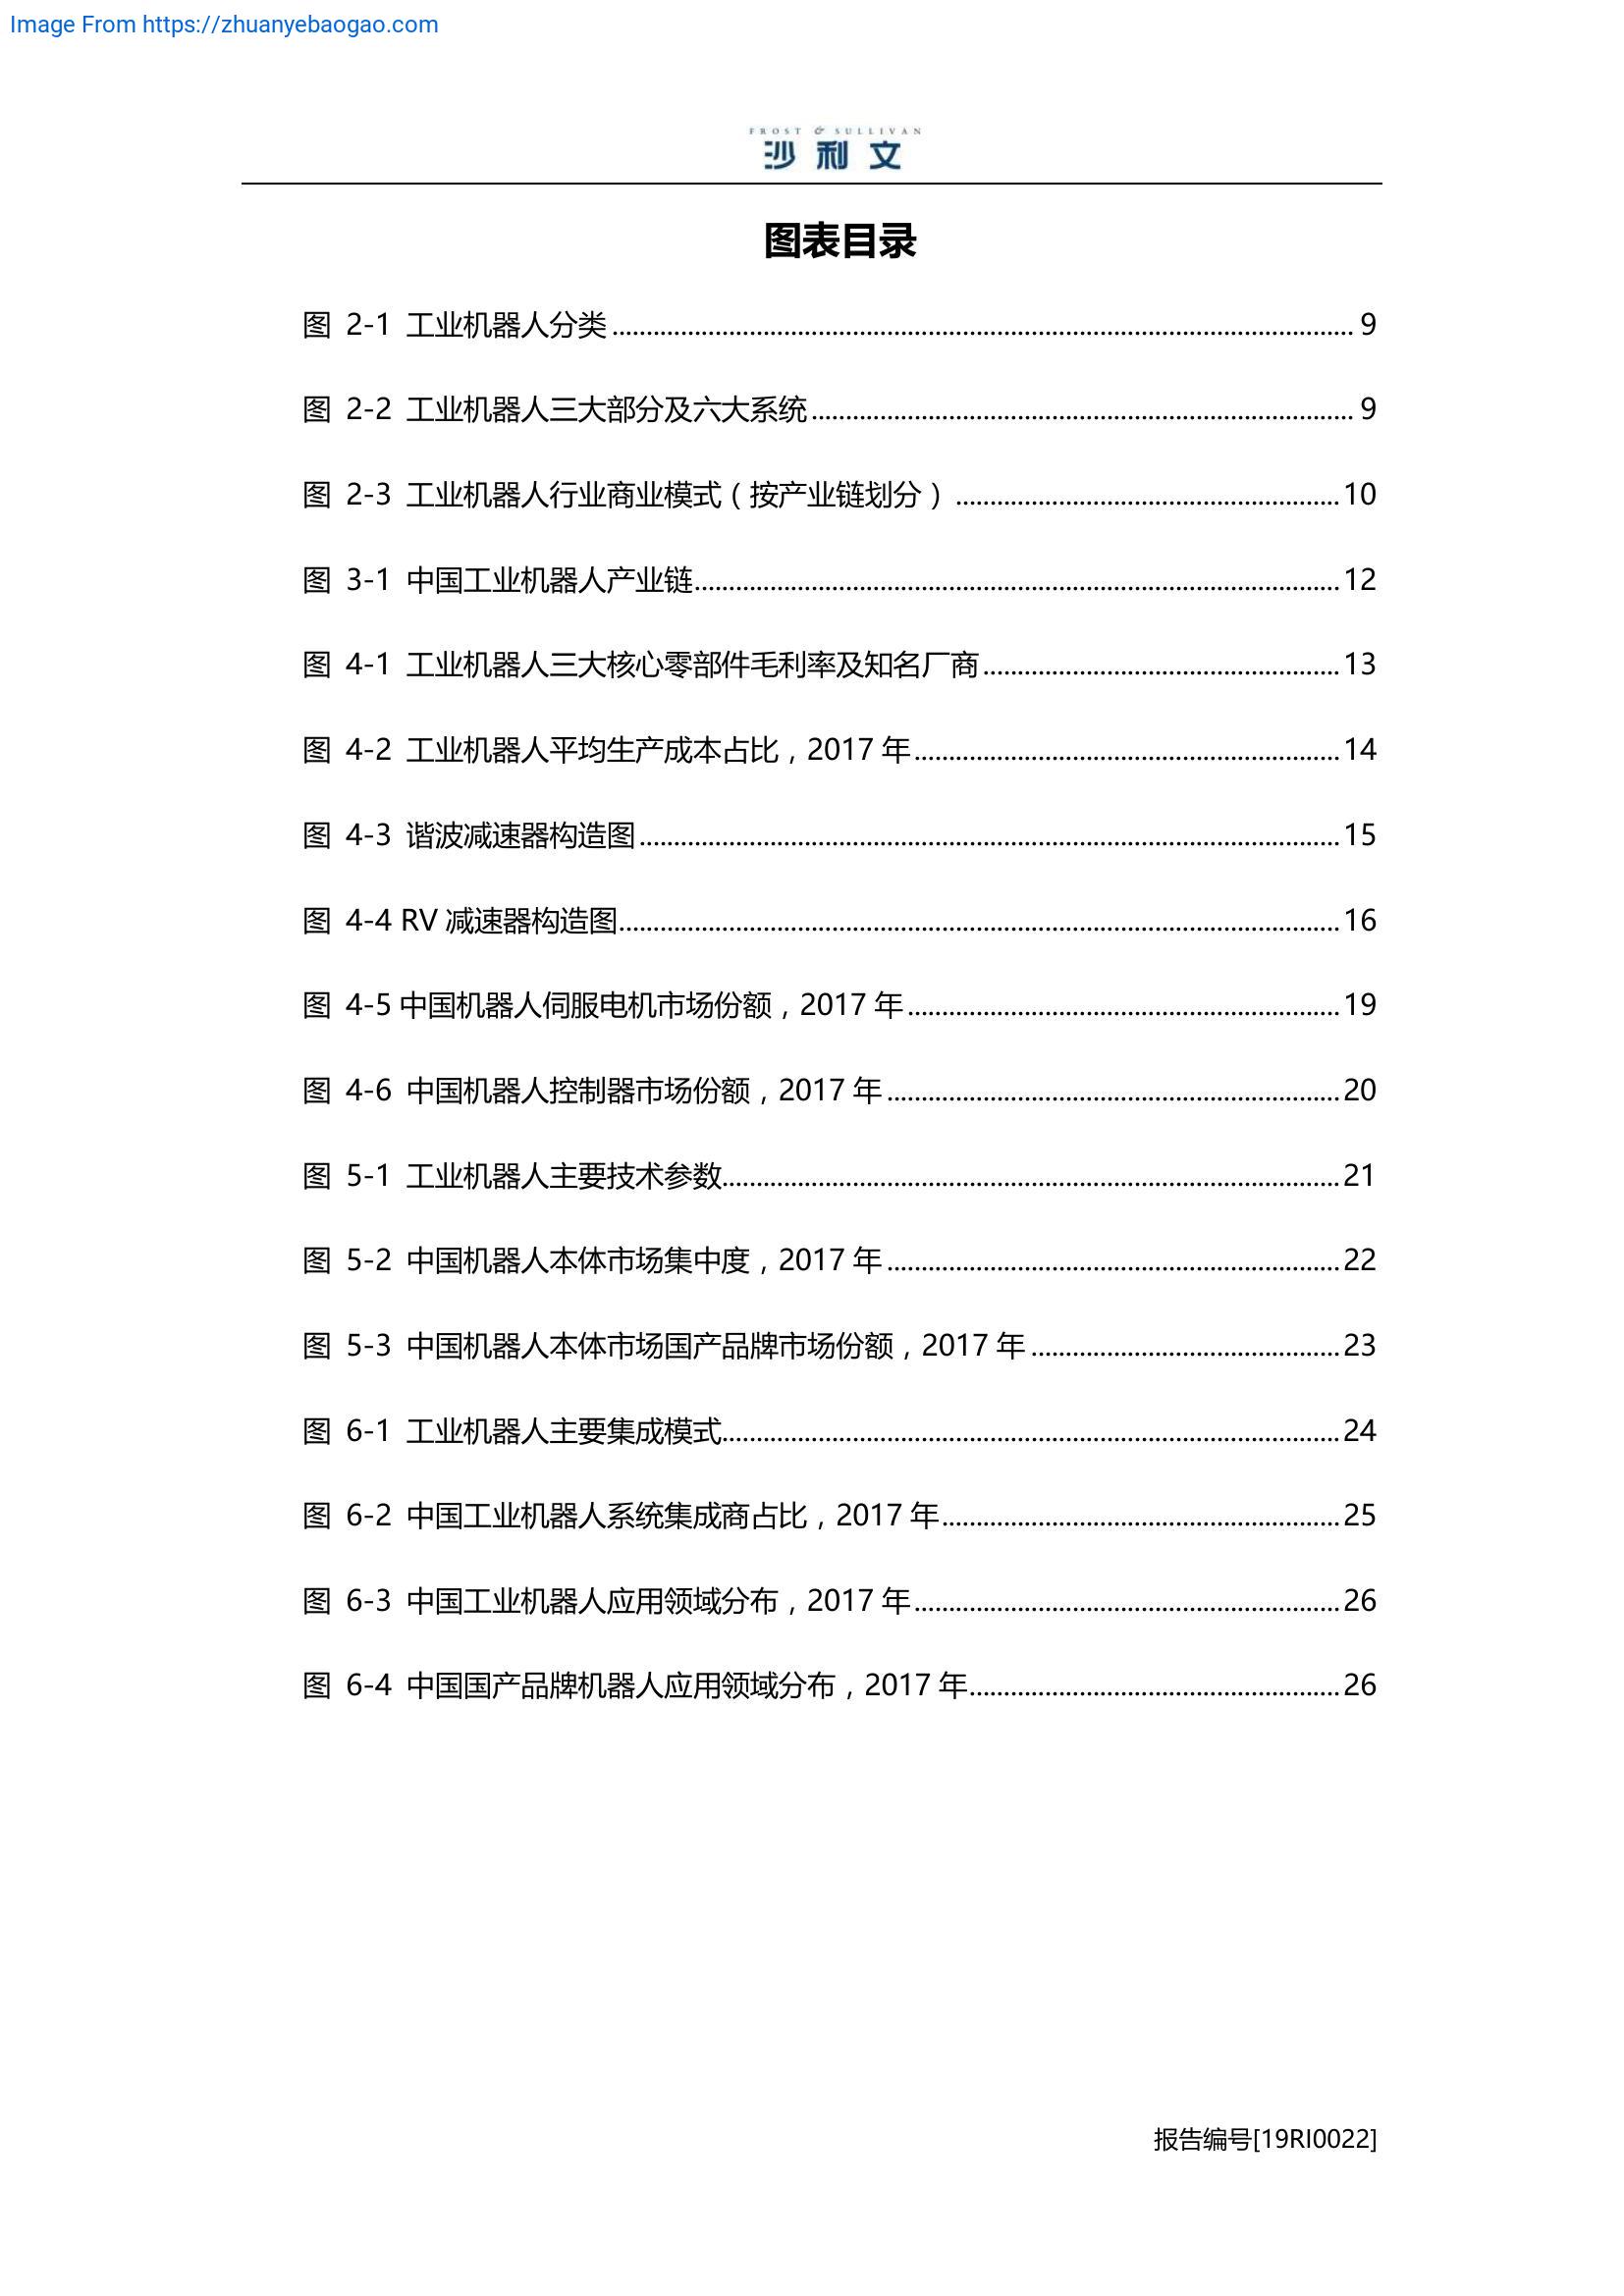 Image From https://zhuanyebaogao.com
FROST & SULLIVAN
沙利文
图表目录
图 2-1 工业机器人分类.......... 9
图 2-2 工业机器人三大部分及六大系统.......... 9
图 2-3 工业机器人行业商业模式（按产业链划分）.......... 10
图 3-1 中国工业机器人产业链.......... 12
图 4-1 工业机器人三大核心零部件毛利率及知名厂商.......... 13
图 4-2 工业机器人平均生产成本占比，2017 年.......... 14
图 4-3 谐波减速器构造图.......... 15
图 4-4 RV 减速器构造图.......... 16
图 4-5 中国机器人伺服电机市场份额，2017 年.......... 19
图 4-6 中国机器人控制器市场份额，2017 年.......... 20
图 5-1 工业机器人主要技术参数.......... 21
图 5-2 中国机器人本体市场集中度，2017 年.......... 22
图 5-3 中国机器人本体市场国产品牌市场份额，2017 年.......... 23
图 6-1 工业机器人主要集成模式.......... 24
图 6-2 中国工业机器人系统集成商占比，2017 年.......... 25
图 6-3 中国工业机器人应用领域分布，2017 年.......... 26
图 6-4 中国国产品牌机器人应用领域分布，2017 年.......... 26
报告编号[19RI0022]